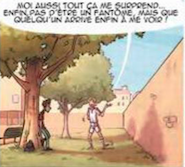 MOI AUSSI, TOUT ÇA ME SURPREND...
ENFIN, PAS D'ÊTRE UN FANTÔME, MAIS QUE
QUELQU'UN ARRIVE ENFIN À ME VOIR !